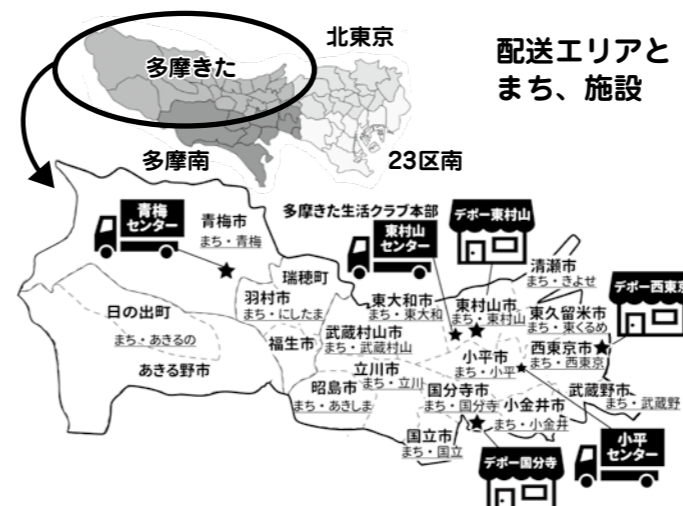 北東京
配送エリアと
まち、施設
多摩きた
多摩南
23区南
青梅
センター
青梅市
まち・青梅
多摩きた生活クラブ本部
東村山
センター
デポー東村山
清瀬市
まち・きよせ
デポー西東京
瑞穂町
羽村市
まち・にしたま
東大和市
まち・東大和
東村山市
まち・東村山
東久留米市
まち・東くるめ
日の出町
まち・あきるの
あきる野市
福生市
武蔵村山市
まち・武蔵村山
小平市
まち・小平
西東京市
まち・西東京
立川市
まち・立川
昭島市
まち・あきしま
国分寺市
まち・国分寺
小金井市
まち・小金井
武蔵野市
まち・武蔵野
国立市
まち・国立
デポー国分寺
小平
センター